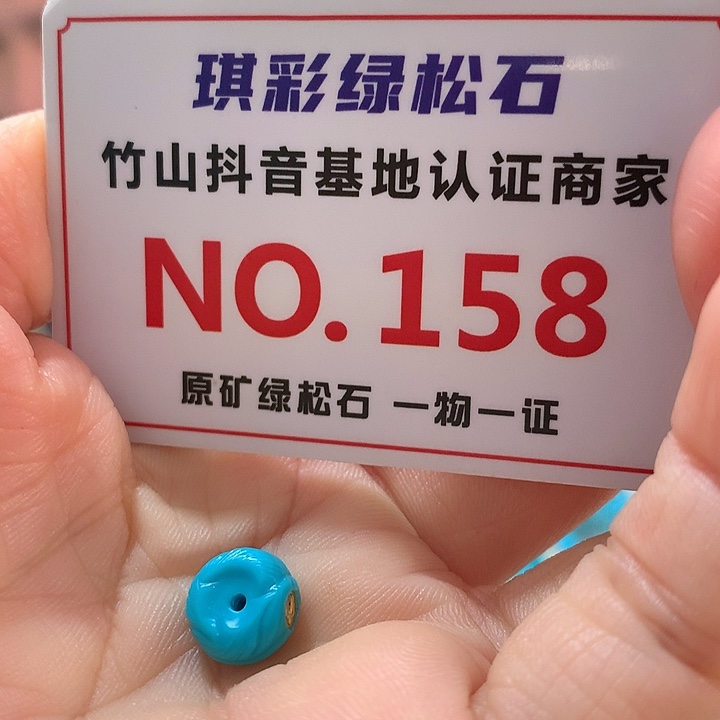 琪彩绿松石
竹山抖音基地认证商家
NO.158
原矿绿松石 一物一证